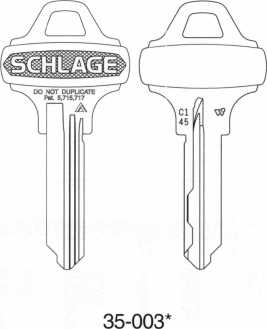 SCHLAGE
DO NOT DUPLICATE
Pat. 5,715,717
C1
45
35-003*